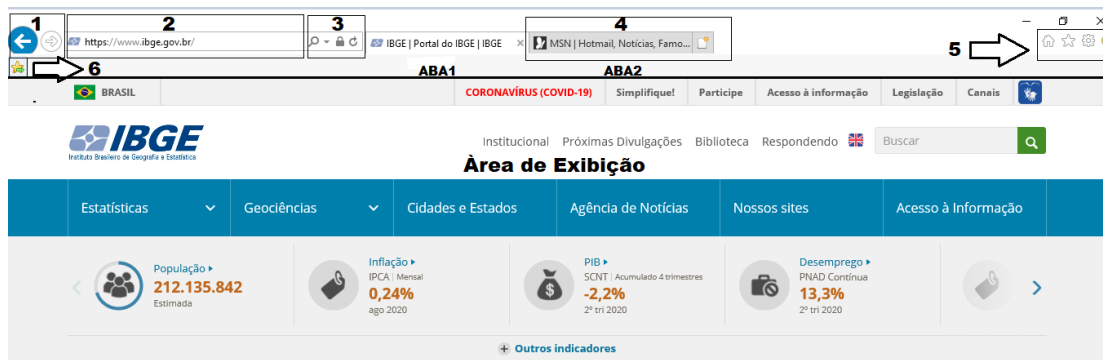 1 2 3 4
https://www.ibge.gov.br/
IBGE | Portal do IBGE | IBGE
MSN | Hotmail, Notícias, Famo...
5
6
ABA1 ABA2
BRASIL CORONAVÍRUS (COVID-19) Simplifique! Participe Acesso à informação Legislação Canais
IBGE
Instituto Brasileiro de Geografia e Estatística
Institucional Próximas Divulgações Biblioteca Respondendo Buscar
Àrea de Exibição
Estatísticas Geociências Cidades e Estados Agência de Notícias Nossos sites Acesso à Informação
População
212.135.842
Estimada
Inflação
IPCA | Mensal
0,24%
ago 2020
PIB
SCNT | Acumulado 4 trimestres
-2,2%
2º tri 2020
Desemprego
PNAD Contínua
13,3%
2º tri 2020
Outros indicadores